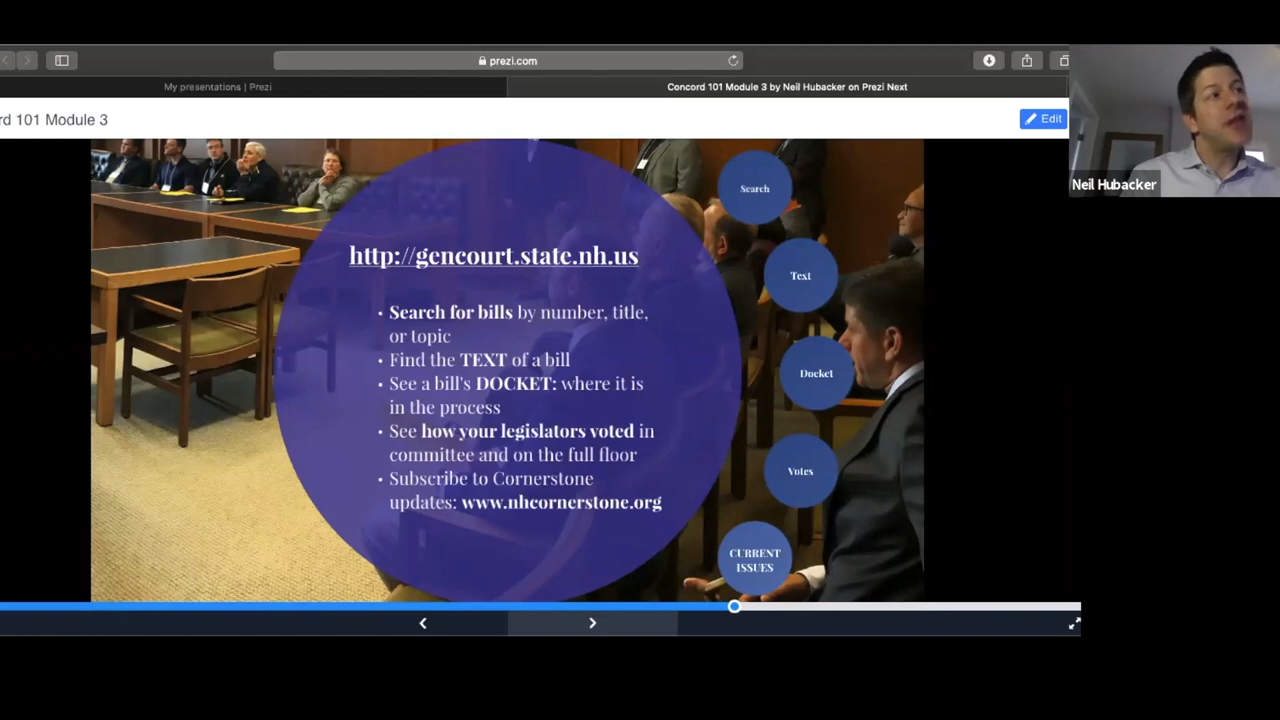 prezi.com
My presentations | Prezi
Concord 101 Module 3 by Neil Hubacker on Prezi Next
rd 101 Module 3
Edit
Neil Hubacker
http://gencourt.state.nh.us
• Search for bills by number, title,
or topic
• Find the TEXT of a bill
• See a bill's DOCKET: where it is
in the process
• See how your legislators voted in
committee and on the full floor
• Subscribe to Cornerstone
updates: www.nhcornerstone.org
Search
Text
Docket
Votes
CURRENT
ISSUES